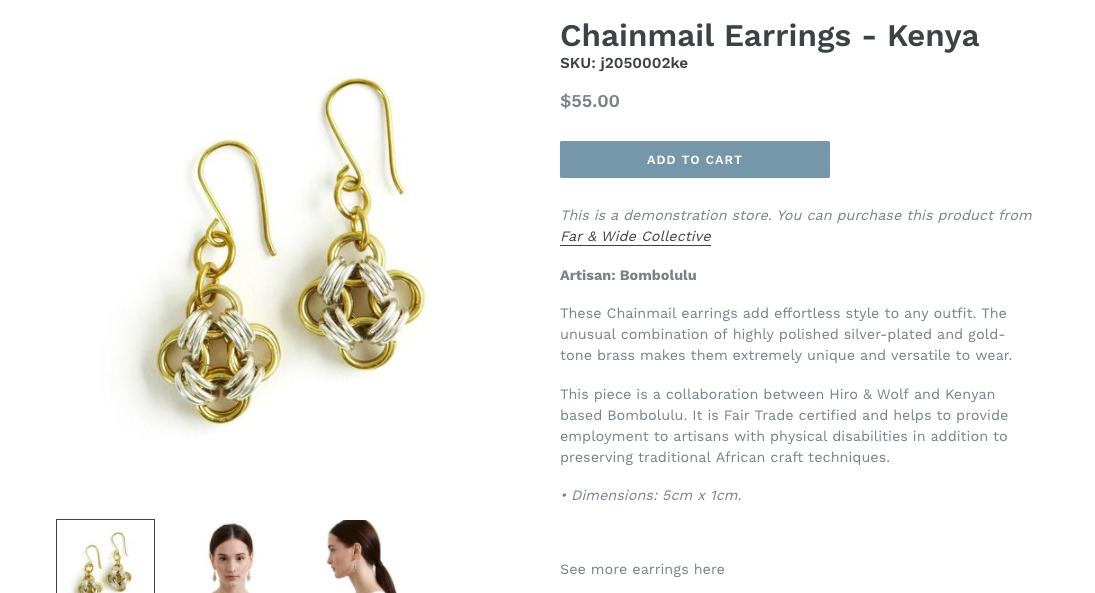 Chainmail Earrings - Kenya
SKU: j2050002ke
$55.00
ADD TO CART
This is a demonstration store. You can purchase this product from
Far & Wide Collective
Artisan: Bombolulu
These Chainmail earrings add effortless style to any outfit. The
unusual combination of highly polished silver-plated and gold-
tone brass makes them extremely unique and versatile to wear.
This piece is a collaboration between Hiro & Wolf and Kenyan
based Bombolulu. It is Fair Trade certified and helps to provide
employment to artisans with physical disabilities in addition to
preserving traditional African craft techniques.
• Dimensions: 5cm x 1cm.
See more earrings here